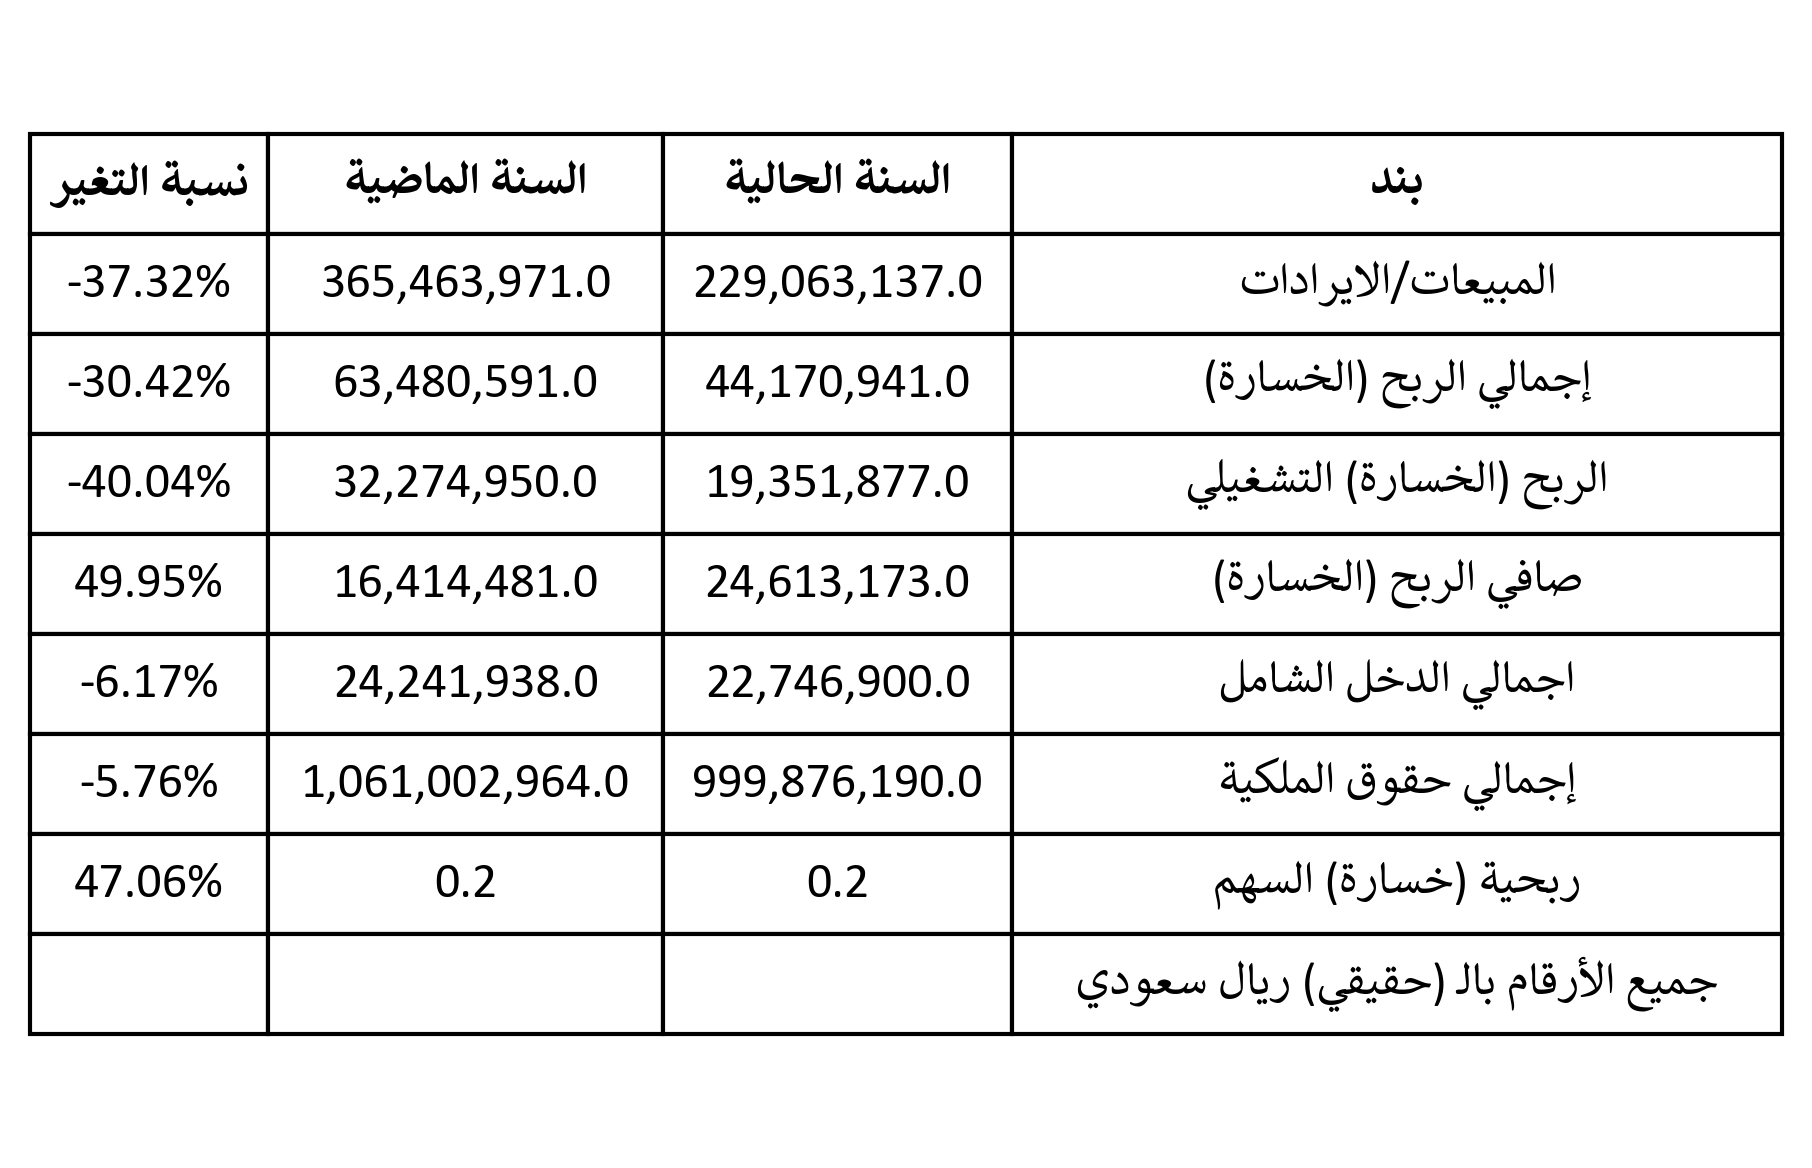 بند السنة الحالية السنة الماضية نسبة التغير
المبيعات/الايرادات 229,063,137.0 365,463,971.0 -37.32%
إجمالي الربح (الخسارة) 44,170,941.0 63,480,591.0 -30.42%
الربح (الخسارة) التشغيلي 19,351,877.0 32,274,950.0 -40.04%
صافي الربح (الخسارة) 24,613,173.0 16,414,481.0 49.95%
اجمالي الدخل الشامل 22,746,900.0 24,241,938.0 -6.17%
إجمالي حقوق الملكية 999,876,190.0 1,061,002,964.0 -5.76%
ربحية (خسارة) السهم 0.2 0.2 47.06%
جميع الأرقام بالـ (حقيقي) ريال سعودي